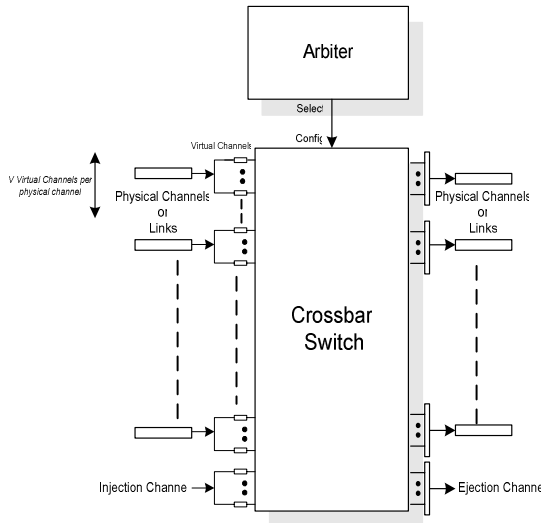 Arbiter
Select
Config
Virtual Channels
V Virtual Channels per
physical channel
Physical Channels
or
Links
Physical Channels
or
Links
Crossbar
Switch
Injection Channe
Ejection Channe